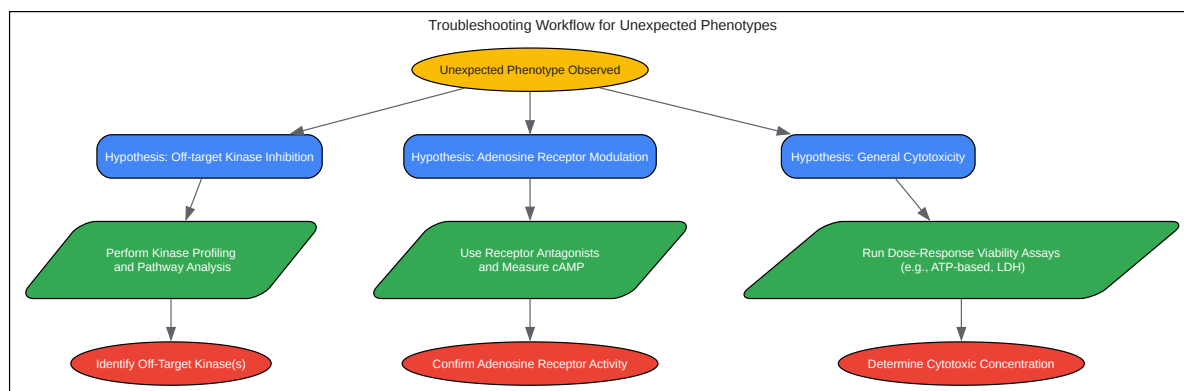 Troubleshooting Workflow for Unexpected Phenotypes
Unexpected Phenotype Observed
Hypothesis: Off-target Kinase Inhibition
Hypothesis: Adenosine Receptor Modulation
Hypothesis: General Cytotoxicity
Perform Kinase Profiling
and Pathway Analysis
Use Receptor Antagonists
and Measure cAMP
Run Dose-Response Viability Assays
(e.g., ATP-based, LDH)
Identify Off-Target Kinase(s)
Confirm Adenosine Receptor Activity
Determine Cytotoxic Concentration